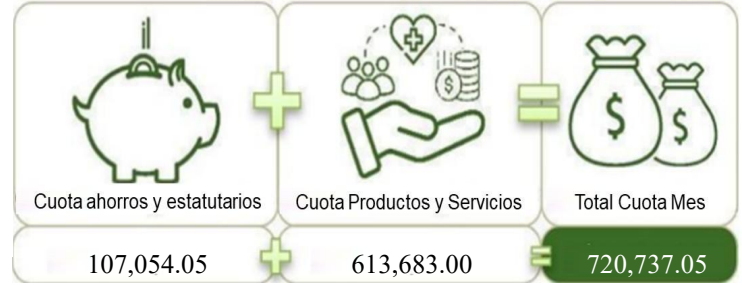 $
$ $
Cuota ahorros y estatutarios Cuota Productos y Servicios Total Cuota Mes
107,054.05 613,683.00 720,737.05